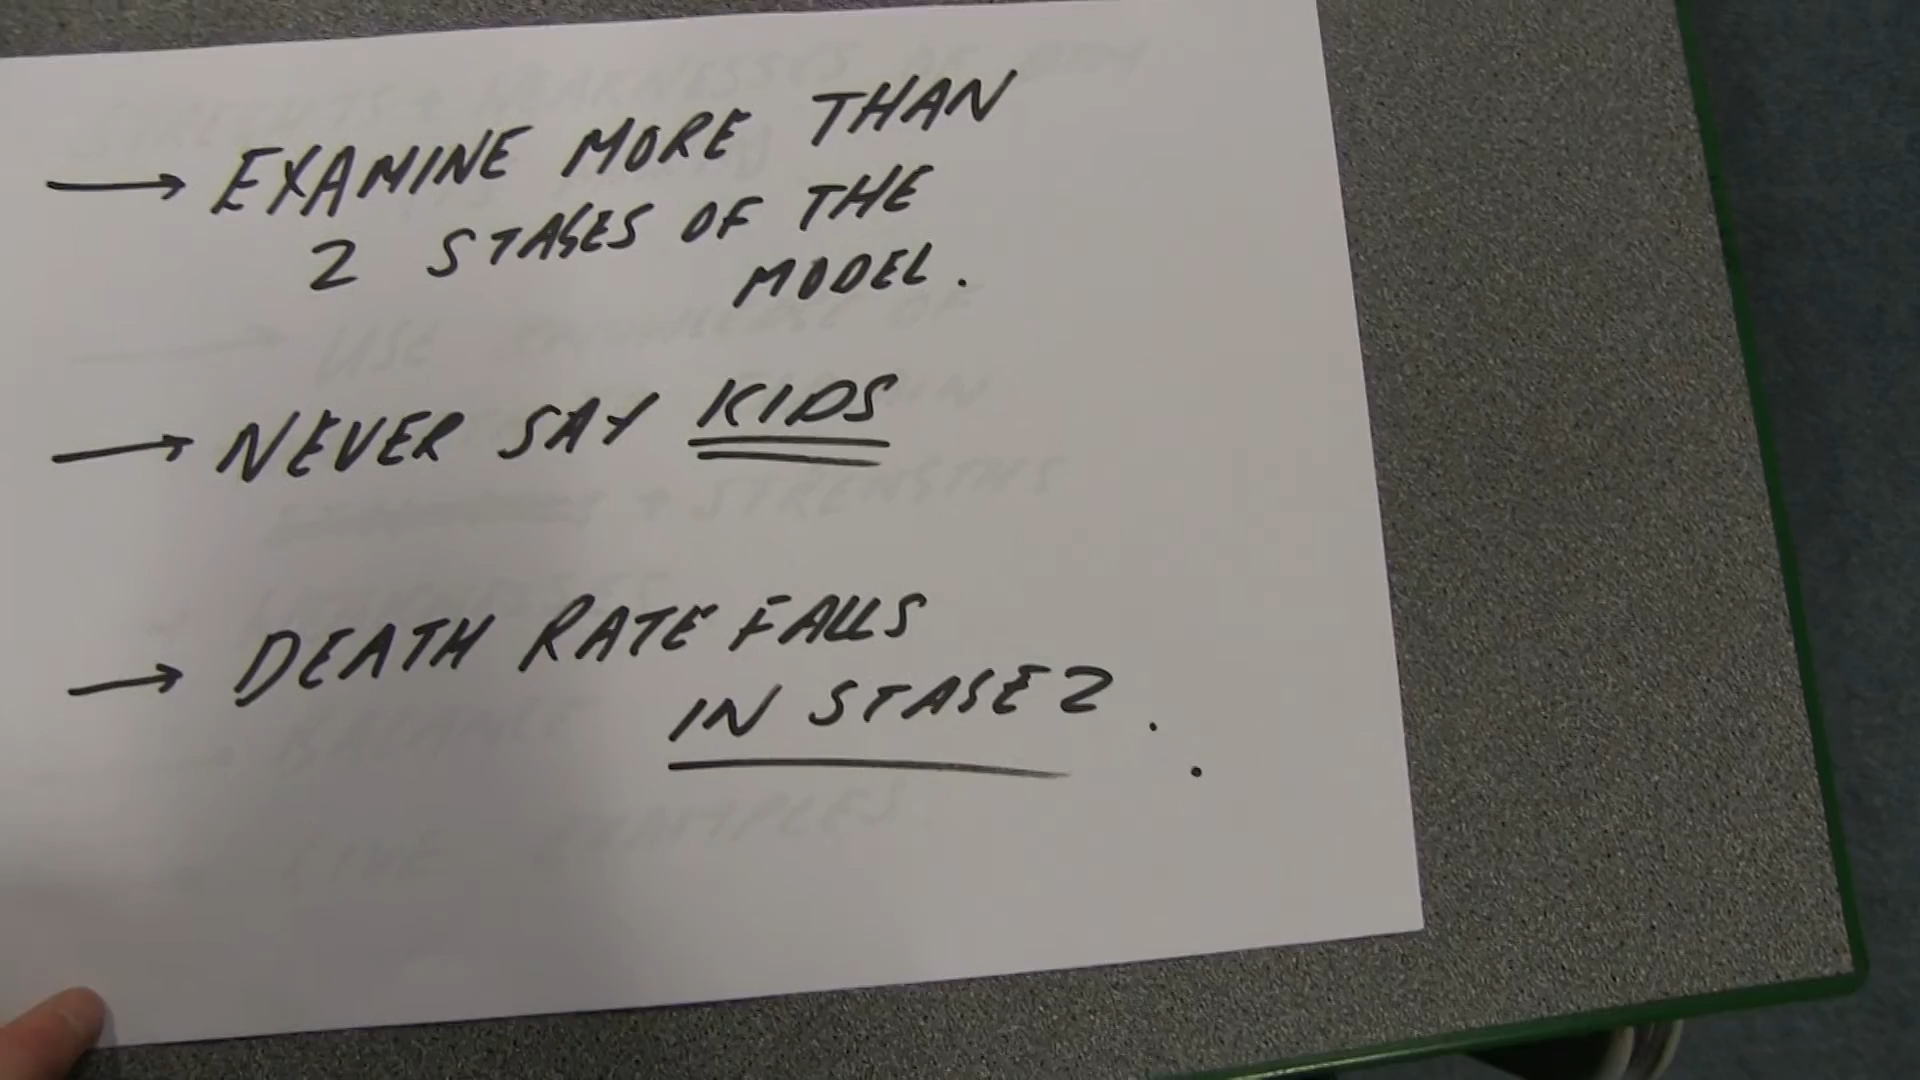 → EXAMINE MORE THAN
2 STAGES OF THE
MODEL.
→ NEVER SAY KIDS
→ DEATH RATE FALLS
IN STAGE 2.